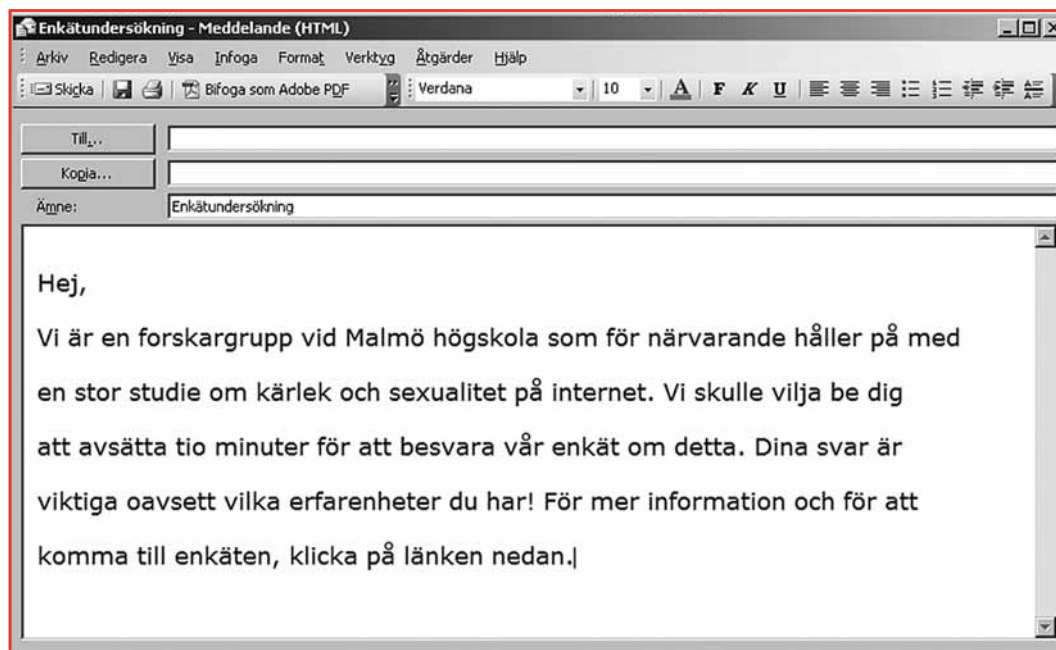 Enkätundersökning - Meddelande (HTML)
Arkiv Redigera Visa Infoga Format Verktyg Åtgärder Hjälp
Skicka Bifoga som Adobe PDF Verdana 10 A F K U
Till...
Kopia...
Ämne: Enkätundersökning
Hej,
Vi är en forskargrupp vid Malmö högskola som för närvarande håller på med
en stor studie om kärlek och sexualitet på internet. Vi skulle vilja be dig
att avsätta tio minuter för att besvara vår enkät om detta. Dina svar är
viktiga oavsett vilka erfarenheter du har! För mer information och för att
komma till enkäten, klicka på länken nedan.